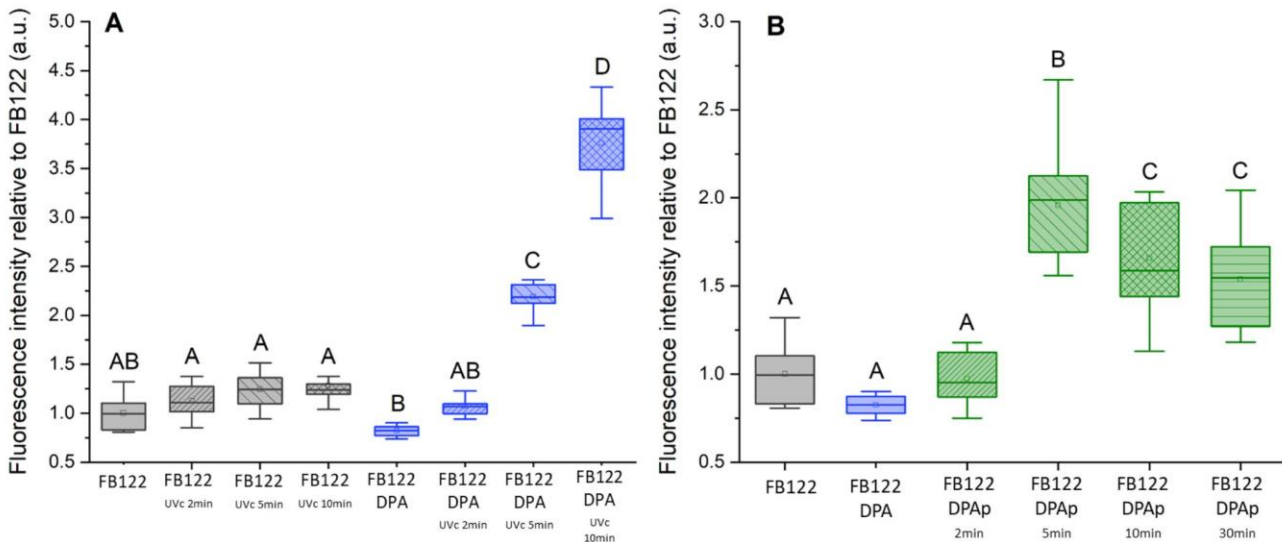 A
Fluorescence intensity relative to FB122 (a.u.)
5.0
4.5
4.0
3.5
3.0
2.5
2.0
1.5
1.0
0.5
AB
A
A
A
B
AB
C
D
FB122
FB122
UVc 2min
FB122
UVc 5min
FB122
UVc 10min
FB122
DPA
FB122
DPA
UVc 2min
FB122
DPA
UVc 5min
FB122
DPA
UVc
10min
B
Fluorescence intensity relative to FB122 (a.u.)
3.0
2.5
2.0
1.5
1.0
0.5
A
A
A
B
C
C
FB122
FB122
DPA
FB122
DPAp
2min
FB122
DPAp
5min
FB122
DPAp
10min
FB122
DPAp
30min